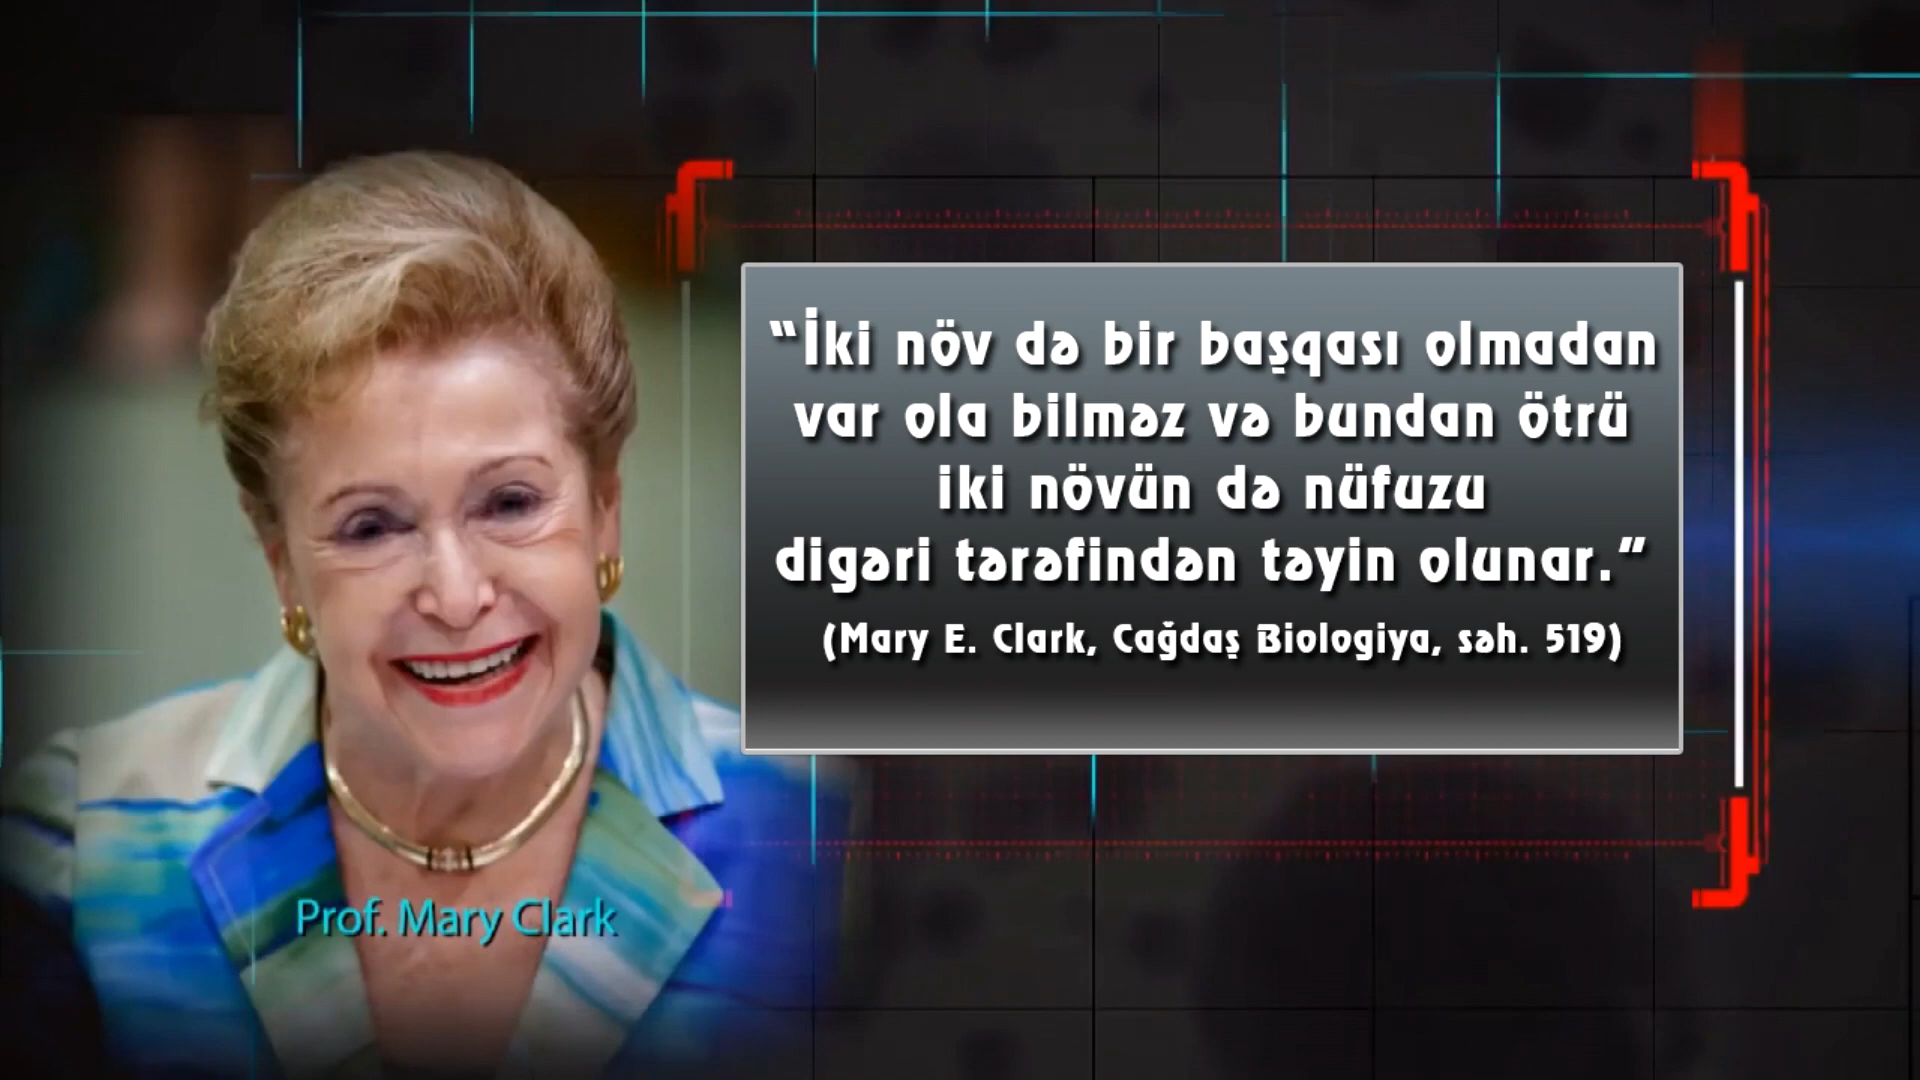 “İki növ də bir başqası olmadan
var ola bilməz və bundan ötrü
iki növün də nüfuzu
digəri tərəfindən təyin olunar.”
(Mary E. Clark, Cağdaş Biologiya, səh. 519)
Prof. Mary Clark